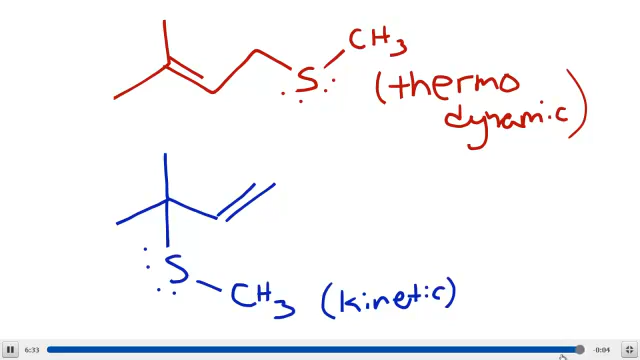 CH3
S
(thermo
dynamic)
S
CH3 (kinetic)
6:33
-0:04